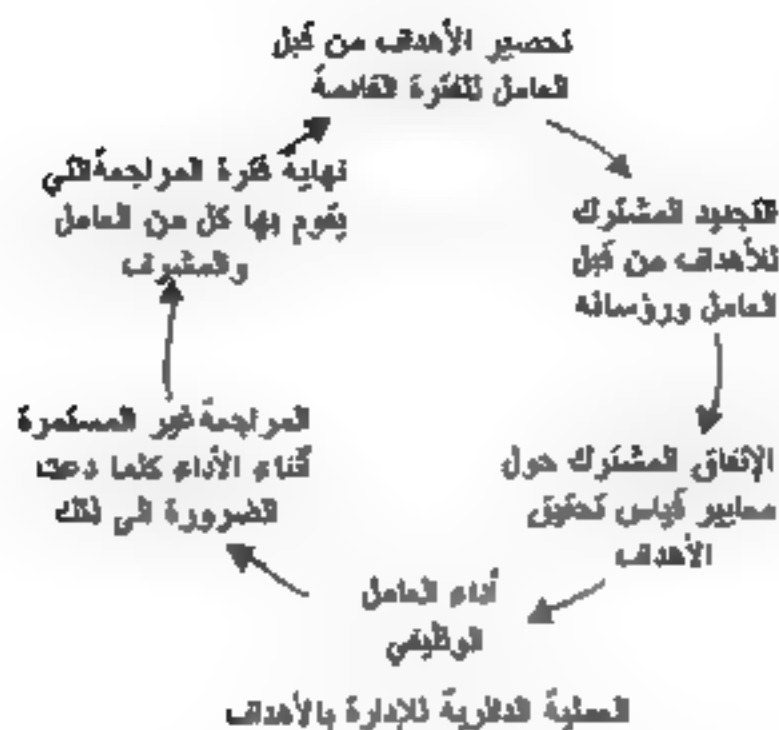 تحضير الأهداف من قبل
العامل للفترة القادمة
التحديد المشترك
للأهداف من قبل
العامل ورؤسائه
الإتفاق المشترك حول
معايير قياس تحقيق
الأهداف
أداء العامل
الوظيفي
المراجعة غير المستمرة
أثناء الأداء كلما دعت
الضرورة الى ذلك
نهاية فترة المراجعة التي
يقوم بها كل من العامل
والمشرف
العملية الدائرية للإدارة بالأهداف